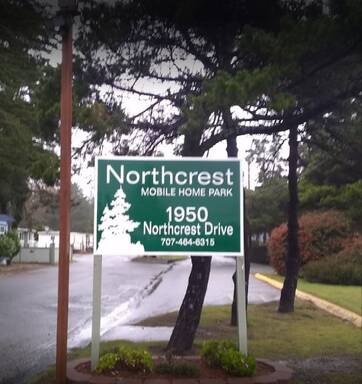 Northcrest
MOBILE HOME PARK
1950
Northcrest Drive
707-464-6315